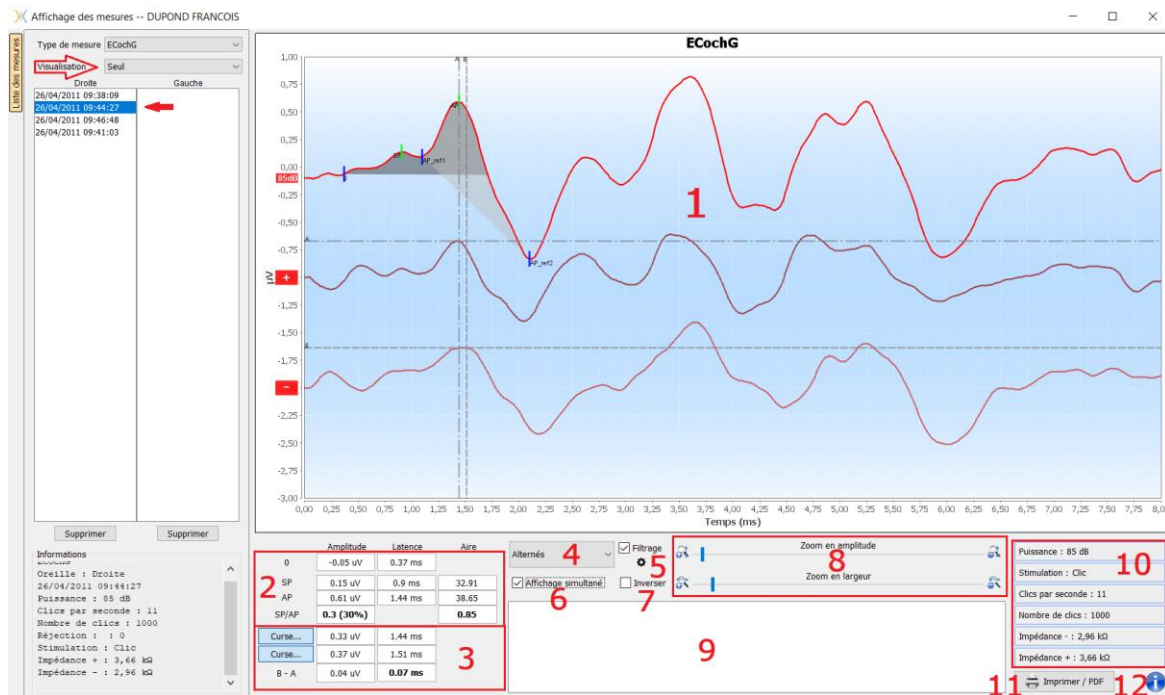 Affichage des mesures -- DUPOND FRANCOIS
Liste des mesures
Type de mesure ECochG
Visualisation Seul
Droite Gauche
26/04/2011 09:38:09
26/04/2011 09:44:27
26/04/2011 09:46:48
26/04/2011 09:41:03
Supprimer Supprimer
Informations
ECochG
Oreille : Droite
26/04/2011 09:44:27
Puissance : 85 dB
Clics par seconde : 11
Nombre de clics : 1000
Réjection : : 0
Stimulation : Clic
Impédance + : 3,66 kΩ
Impédance - : 2,96 kΩ
ECochG
A B
1,00
0,75
0,50
0,25
0,00
-0,25
-0,50
-0,75
-1,00
-1,25
-1,50
-1,75
-2,00
-2,25
-2,50
-2,75
-3,00
µV
85dB
+
-
AP
AP_ref1
AP_ref2
A
B
1
0,00 0,25 0,50 0,75 1,00 1,25 1,50 1,75 2,00 2,25 2,50 2,75 3,00 3,25 3,50 3,75 4,00 4,25 4,50 4,75 5,00 5,25 5,50 5,75 6,00 6,25 6,50 6,75 7,00 7,25 7,50 7,75 8,0
Temps (ms)
Amplitude Latence Aire
0 -0.05 uV 0.37 ms
SP 0.15 uV 0.9 ms 32.91
AP 0.61 uV 1.44 ms 38.65
SP/AP 0.3 (30%) 0.85
2
Curse... 0.33 uV 1.44 ms
Curse... 0.37 uV 1.51 ms
B - A 0.04 uV 0.07 ms
3
Alternés 4
Filtrage
5
Affichage simultané
6
Inverser
7
Zoom en amplitude
8
Zoom en largeur
9
Puissance : 85 dB
10
Stimulation : Clic
Clics par seconde : 11
Nombre de clics : 1000
Impédance - : 2,96 kΩ
Impédance + : 3,66 kΩ
11 Imprimer / PDF 12 i